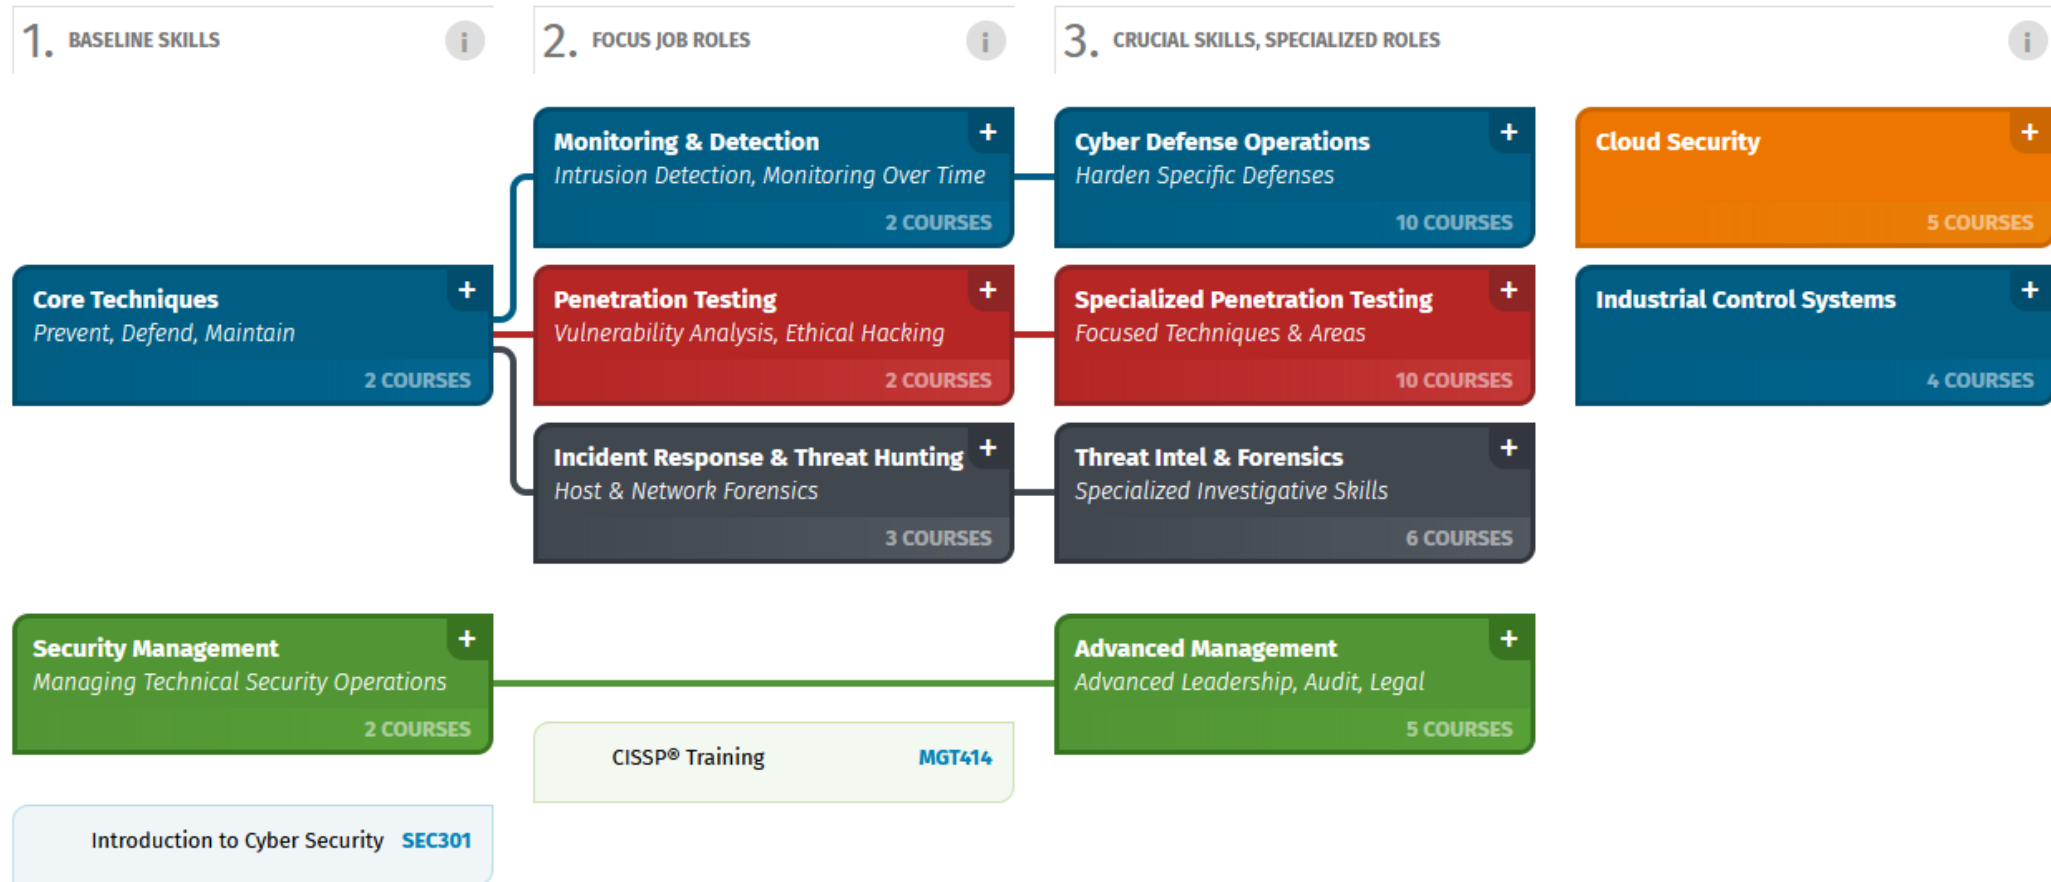 1. BASELINE SKILLS i
2. FOCUS JOB ROLES i
3. CRUCIAL SKILLS, SPECIALIZED ROLES i
Core Techniques +
Prevent, Defend, Maintain
2 COURSES
Security Management +
Managing Technical Security Operations
2 COURSES
Introduction to Cyber Security SEC301
Monitoring & Detection +
Intrusion Detection, Monitoring Over Time
2 COURSES
Penetration Testing +
Vulnerability Analysis, Ethical Hacking
2 COURSES
Incident Response & Threat Hunting +
Host & Network Forensics
3 COURSES
CISSP® Training MGT414
Cyber Defense Operations +
Harden Specific Defenses
10 COURSES
Specialized Penetration Testing +
Focused Techniques & Areas
10 COURSES
Threat Intel & Forensics +
Specialized Investigative Skills
6 COURSES
Advanced Management +
Advanced Leadership, Audit, Legal
5 COURSES
Cloud Security +
5 COURSES
Industrial Control Systems +
4 COURSES